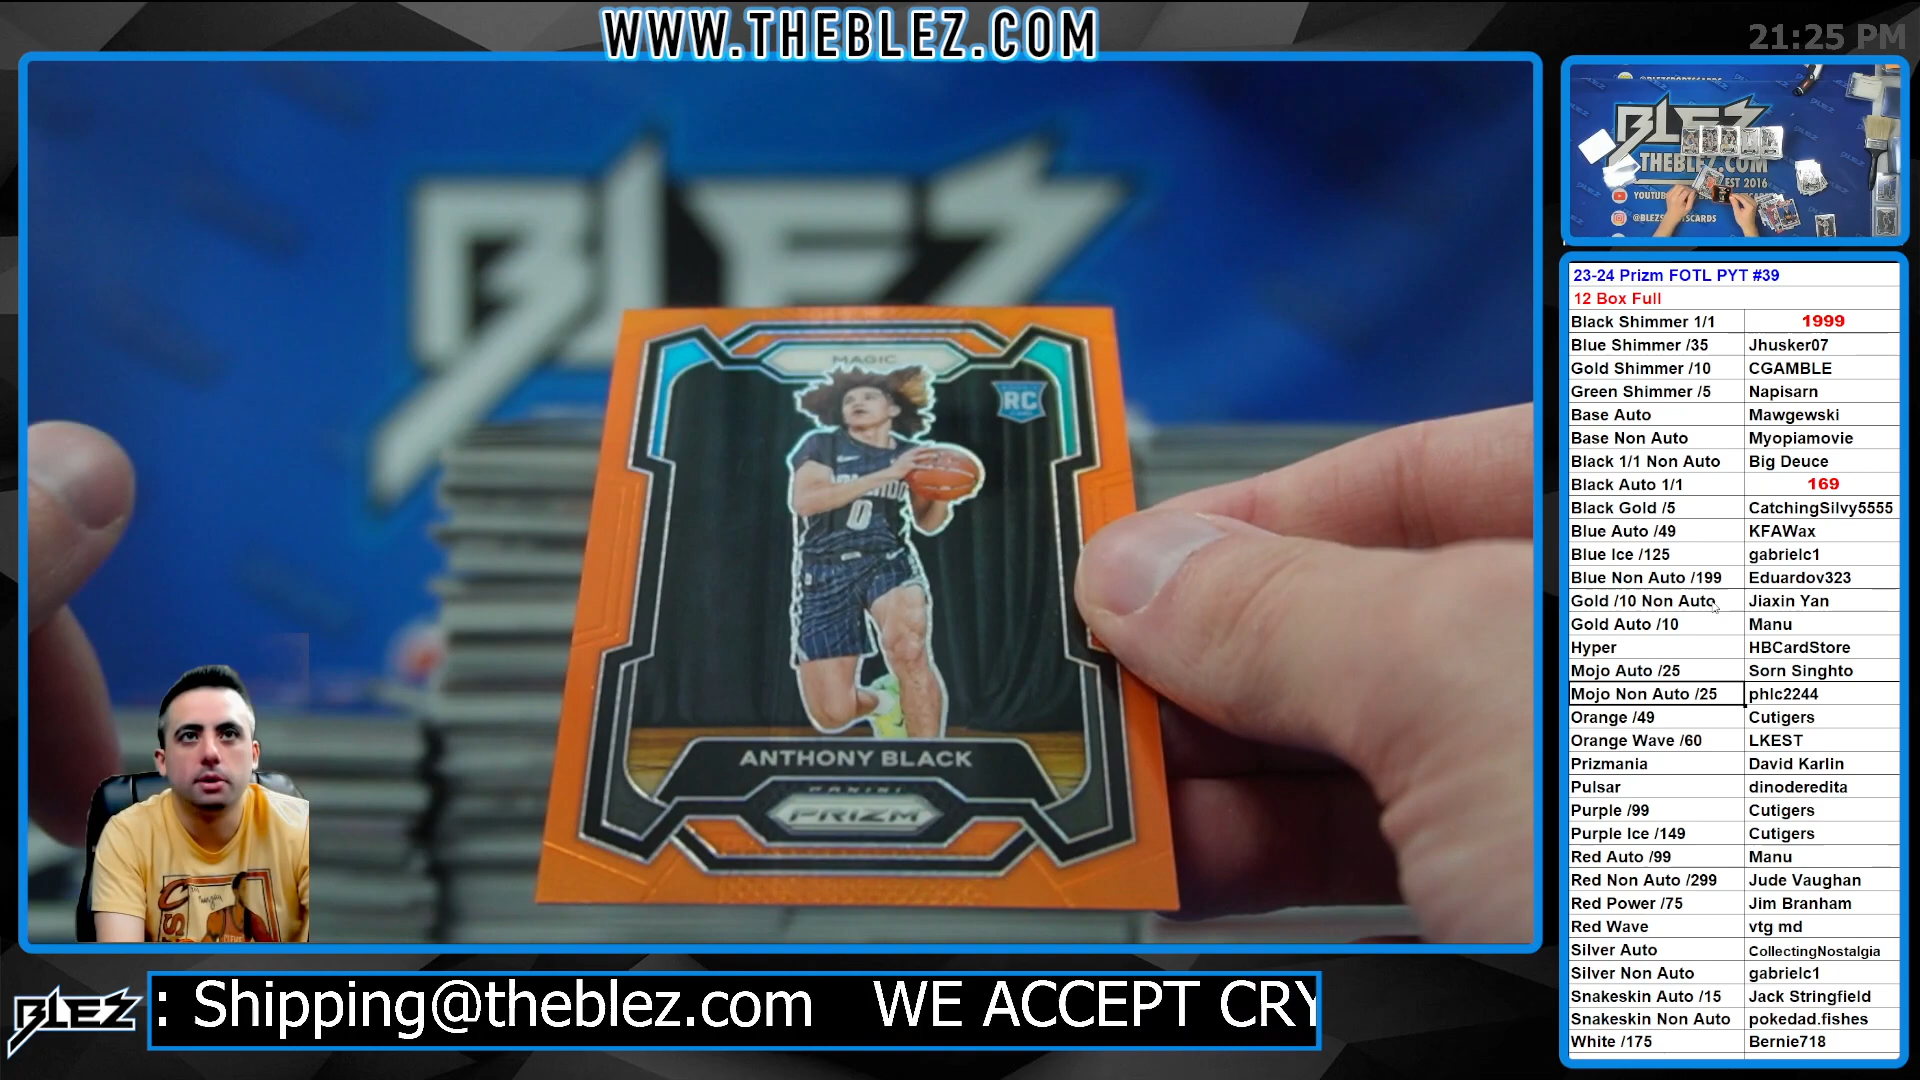 WWW.THEBLEZ.COM
21:25 PM
BLEZ
MAGIC
RC
ORLANDO
0
ANTHONY BLACK
PANINI
PRIZM
BLEZ
THEBLEZ.COM
EST 2016
23-24 Prizm FOTL PYT #39
12 Box Full
Black Shimmer 1/1 1999
Blue Shimmer /35 Jhusker07
Gold Shimmer /10 CGAMBLE
Green Shimmer /5 Napisarn
Base Auto Mawgewski
Base Non Auto Myopiamovie
Black 1/1 Non Auto Big Deuce
Black Auto 1/1 169
Black Gold /5 CatchingSilvy5555
Blue Auto /49 KFAWax
Blue Ice /125 gabrielc1
Blue Non Auto /199 Eduardov323
Gold /10 Non Auto Jiaxin Yan
Gold Auto /10 Manu
Hyper HBCardStore
Mojo Auto /25 Sorn Singhto
Mojo Non Auto /25 phlc2244
Orange /49 Cutigers
Orange Wave /60 LKEST
Prizmania David Karlin
Pulsar dinoderedita
Purple /99 Cutigers
Purple Ice /149 Cutigers
Red Auto /99 Manu
Red Non Auto /299 Jude Vaughan
Red Power /75 Jim Branham
Red Wave vtg md
Silver Auto CollectingNostalgia
Silver Non Auto gabrielc1
Snakeskin Auto /15 Jack Stringfield
Snakeskin Non Auto pokedad.fishes
White /175 Bernie718
BLEZ
: Shipping@theblez.com WE ACCEPT CRY